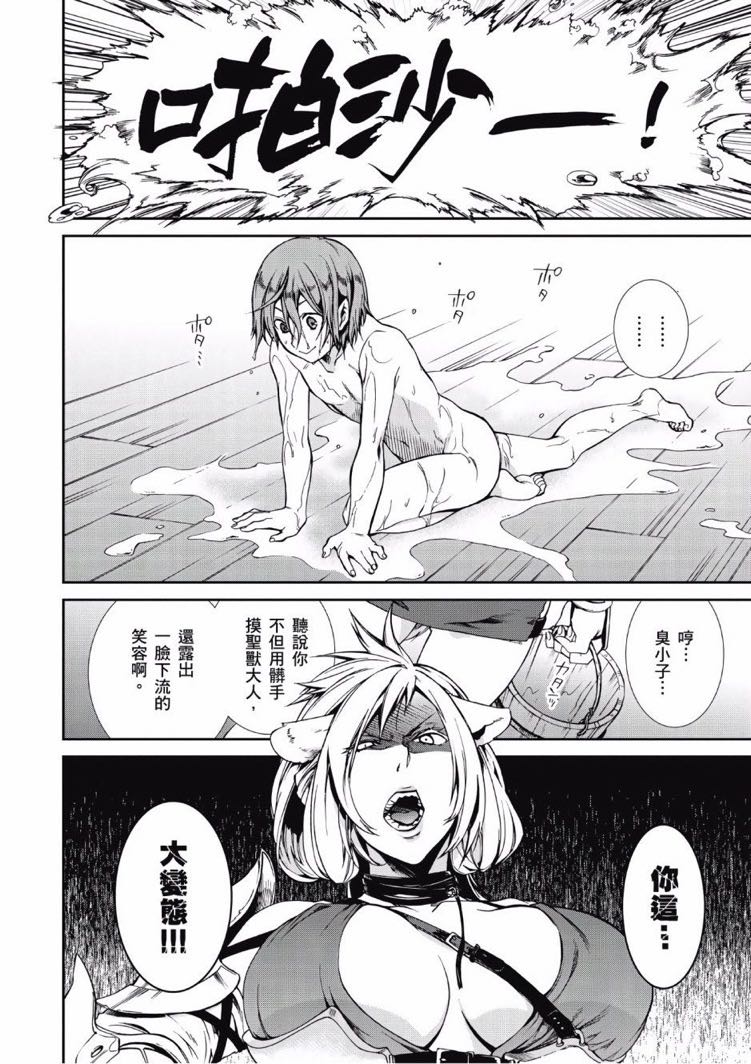 啪沙一！
⋯⋯
⋯⋯
ポタ
ポタ
ポタ⋯
哼⋯
臭小子⋯
カタン
聽說你
不但用髒手
摸聖獸大人，
還露出
一臉下流的
笑容啊。
你這⋯
大變態!!!